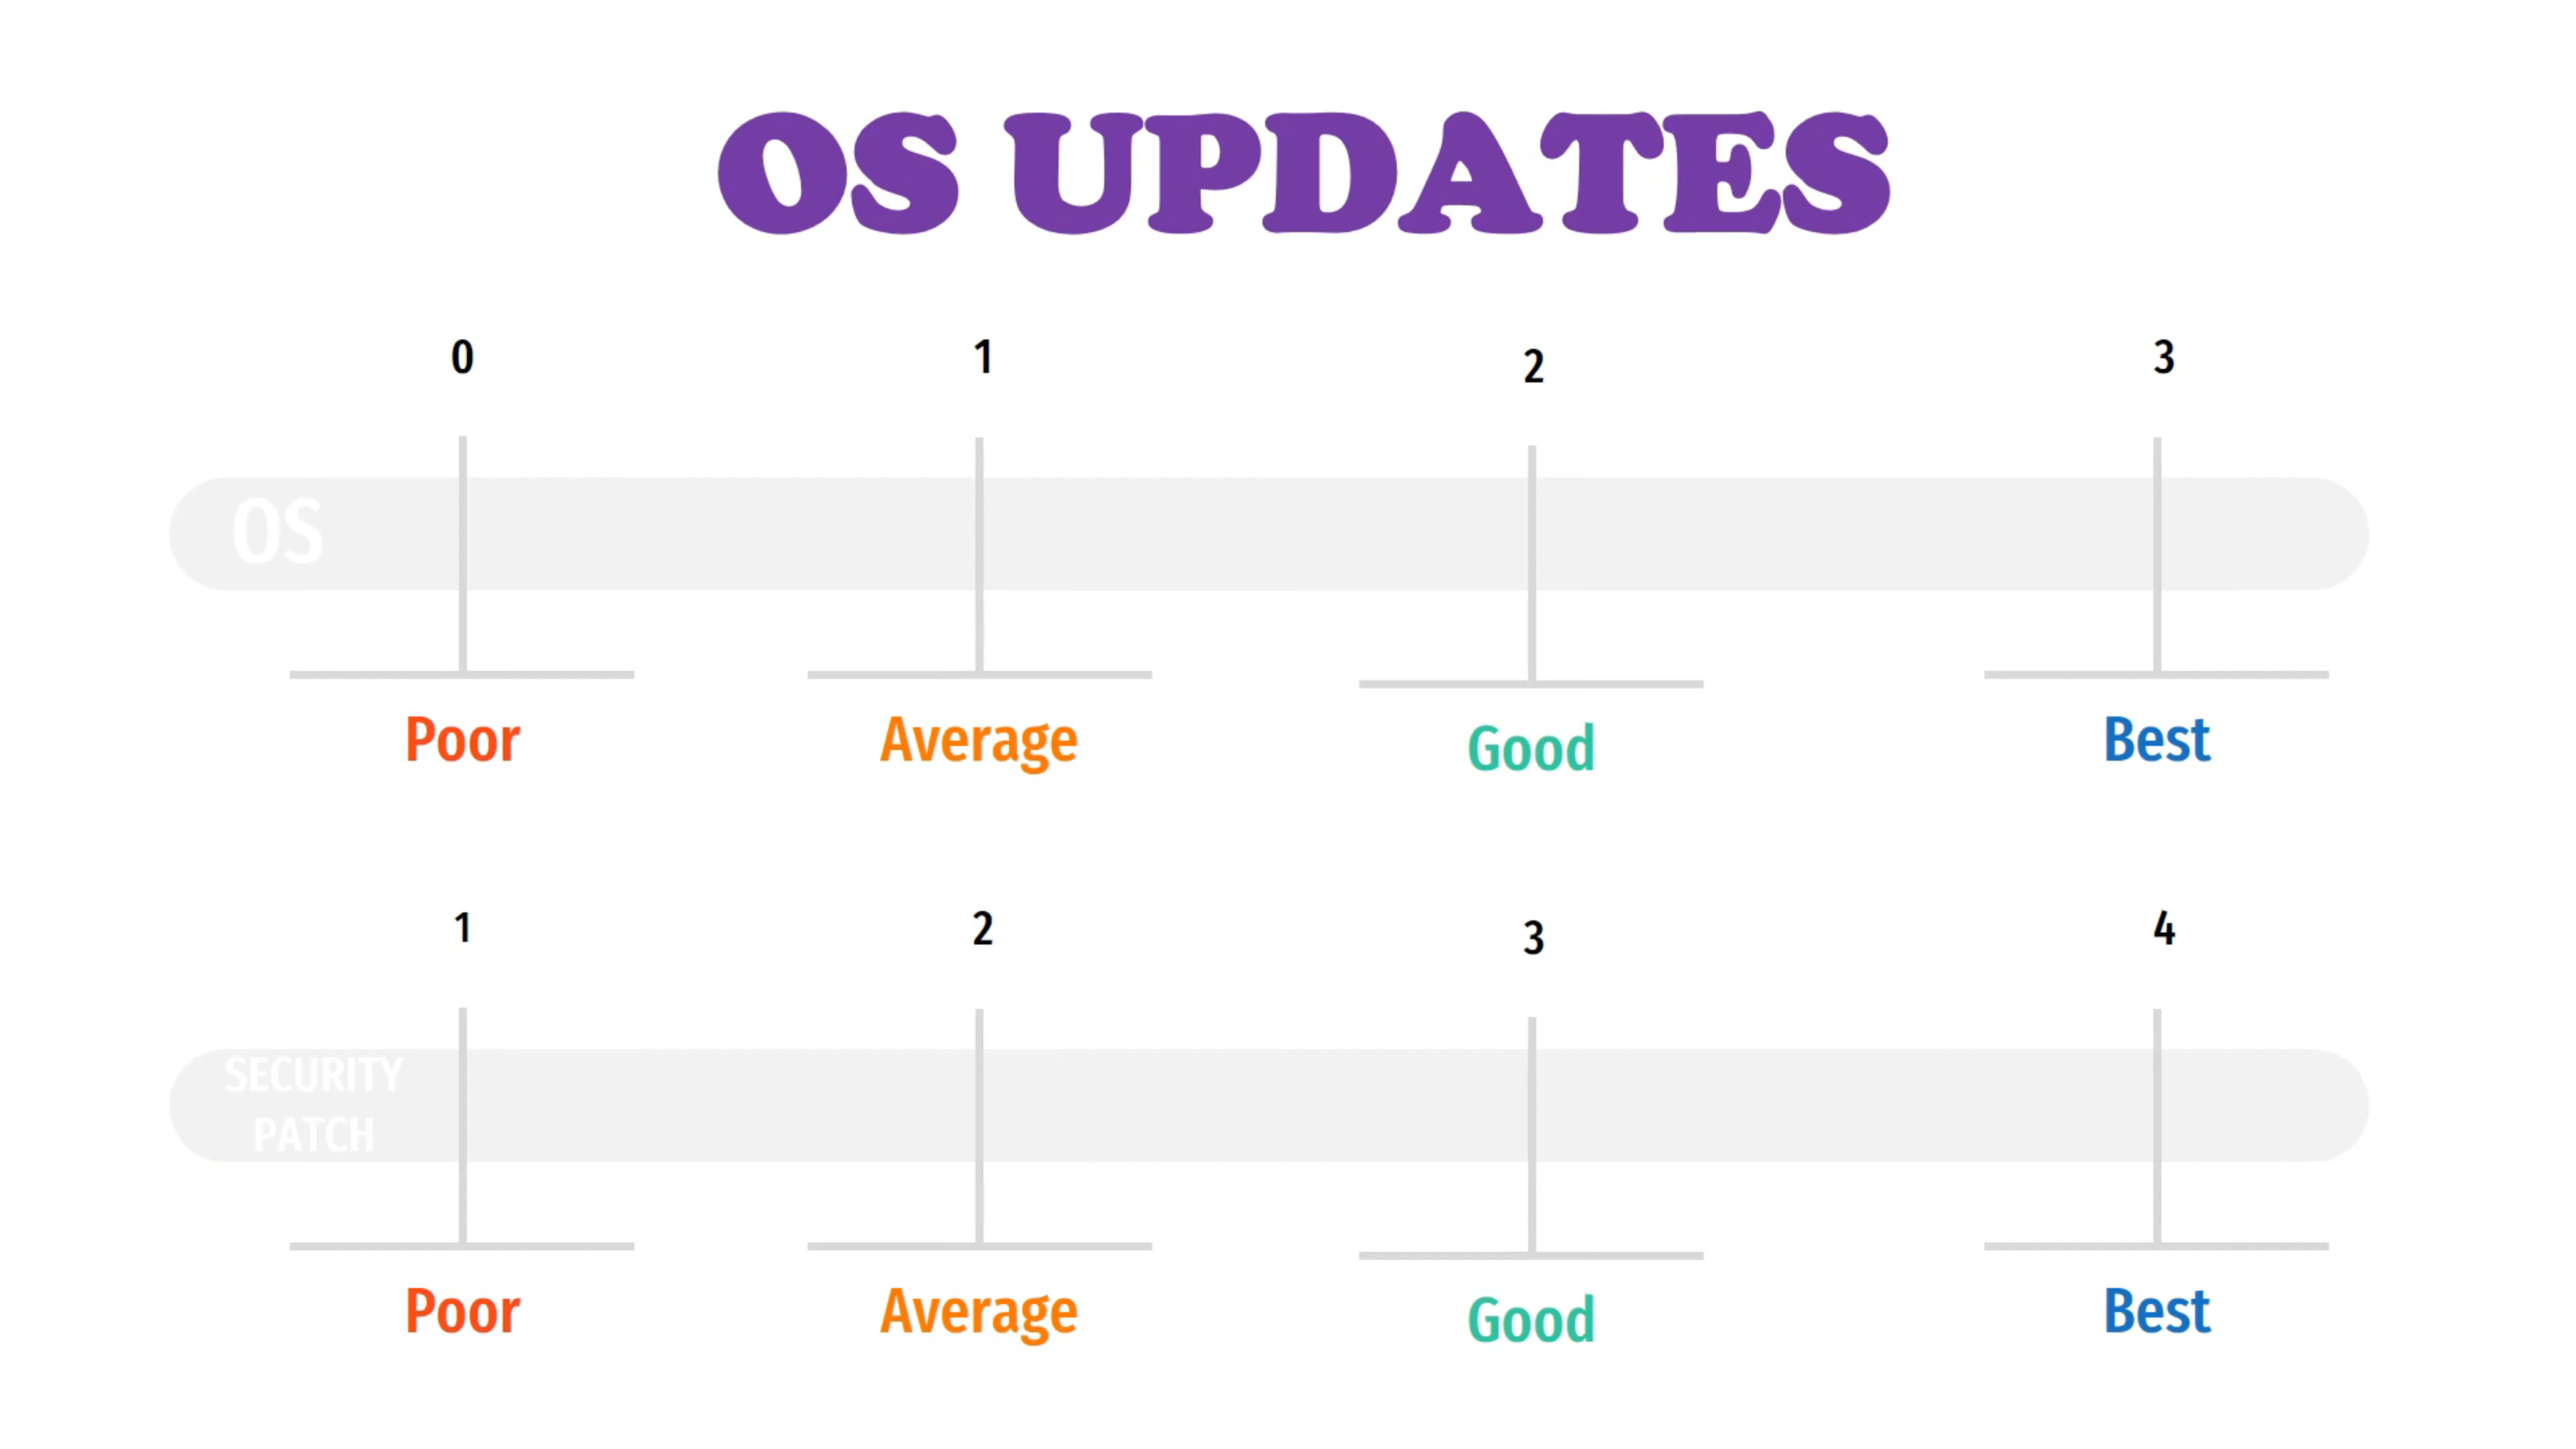 OS UPDATES
0 1 2 3
OS
Poor Average Good Best
1 2 3 4
SECURITY
PATCH
Poor Average Good Best